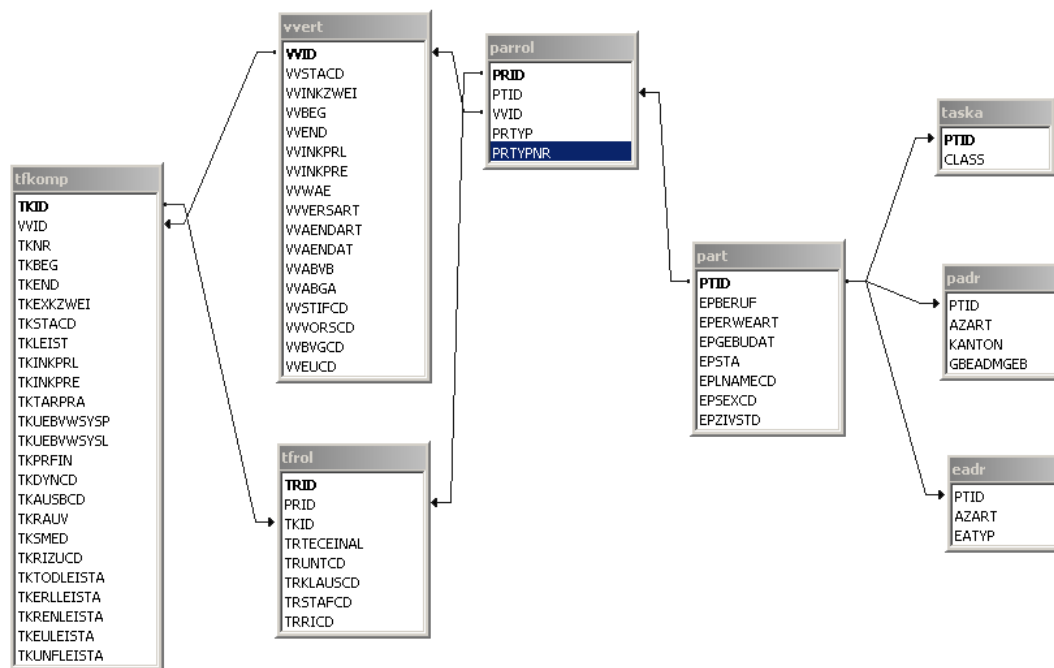 tfkomp
TKID
VVID
TKNR
TKBEG
TKEND
TKEXKZWEI
TKSTACD
TKLEIST
TKINKPRL
TKINKPRE
TKTARPRA
TKUEBVWSYSP
TKUEBVWSYSL
TKPRFIN
TKDYNCD
TKAUSBCD
TKRAUV
TKSMED
TKRIZUCD
TKTODLEISTA
TKERLLEISTA
TKRENLEISTA
TKEULEISTA
TKUNFLEISTA
vvert
VVID
VVSTACD
VVINKZWEI
VVBEG
VVEND
VVINKPRL
VVINKPRE
VVWAE
VVVERSART
VVAENDART
VVAENDAT
VVABVB
VVABGA
VVSTIFCD
VVVORSCD
VVBVGCD
VVEUCD
tfrol
TRID
PRID
TKID
TRTECEINAL
TRUNTCD
TRKLAUSCD
TRSTAFCD
TRRICD
parrol
PRID
PTID
VVID
PRTYP
PRTYPNR
part
PTID
EPBERUF
EPERWEART
EPGEBUDAT
EPSTA
EPLNAMECD
EPSEXCD
EPZIVSTD
taska
PTID
CLASS
padr
PTID
AZART
KANTON
GBEADMGEB
eadr
PTID
AZART
EATYP